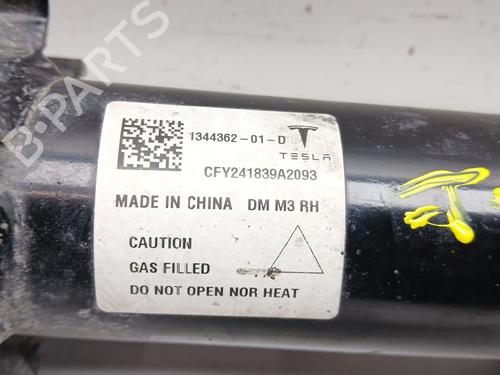 1344362-01-D
TESLA
CFY241839A2093
MADE IN CHINA DM M3 RH
CAUTION
GAS FILLED
DO NOT OPEN NOR HEAT
B-PARTS